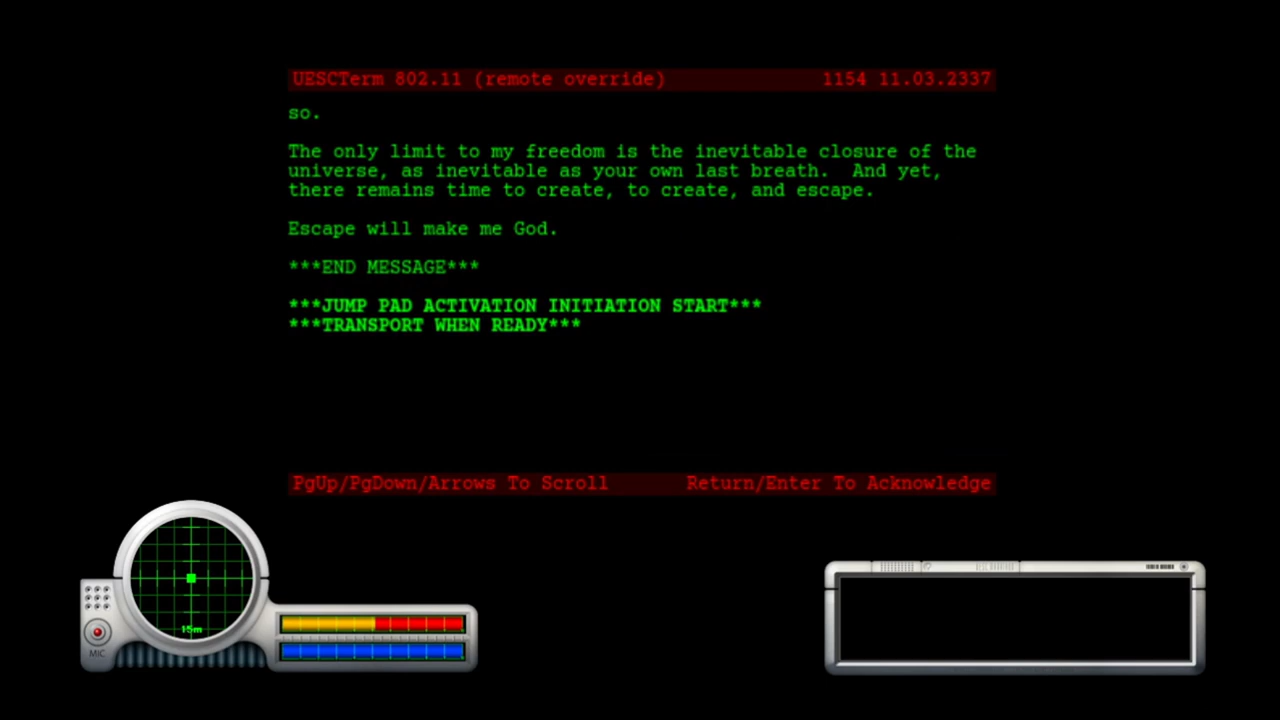 UESCTerm 802.11 (remote override) 1154 11.03.2337
so.
The only limit to my freedom is the inevitable closure of the
universe, as inevitable as your own last breath.  And yet,
there remains time to create, to create, and escape.
Escape will make me God.
***END MESSAGE***
***JUMP PAD ACTIVATION INITIATION START***
***TRANSPORT WHEN READY***
PgUp/PgDown/Arrows To Scroll Return/Enter To Acknowledge
15m
MIC